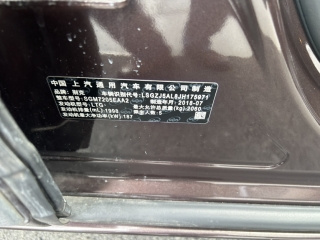 中国 上汽通用汽车有限公司制造
品牌：别克 车辆识别代号：LSGZJ5AL8JH175971
整车型号：SGM7205EAA2 制造年月：2018-07
发动机型号：LTG 最大允许总质量(kg)：2050
发动机排量(mL)：1998 乘坐人数：5
发动机最大净功率(kW)：187